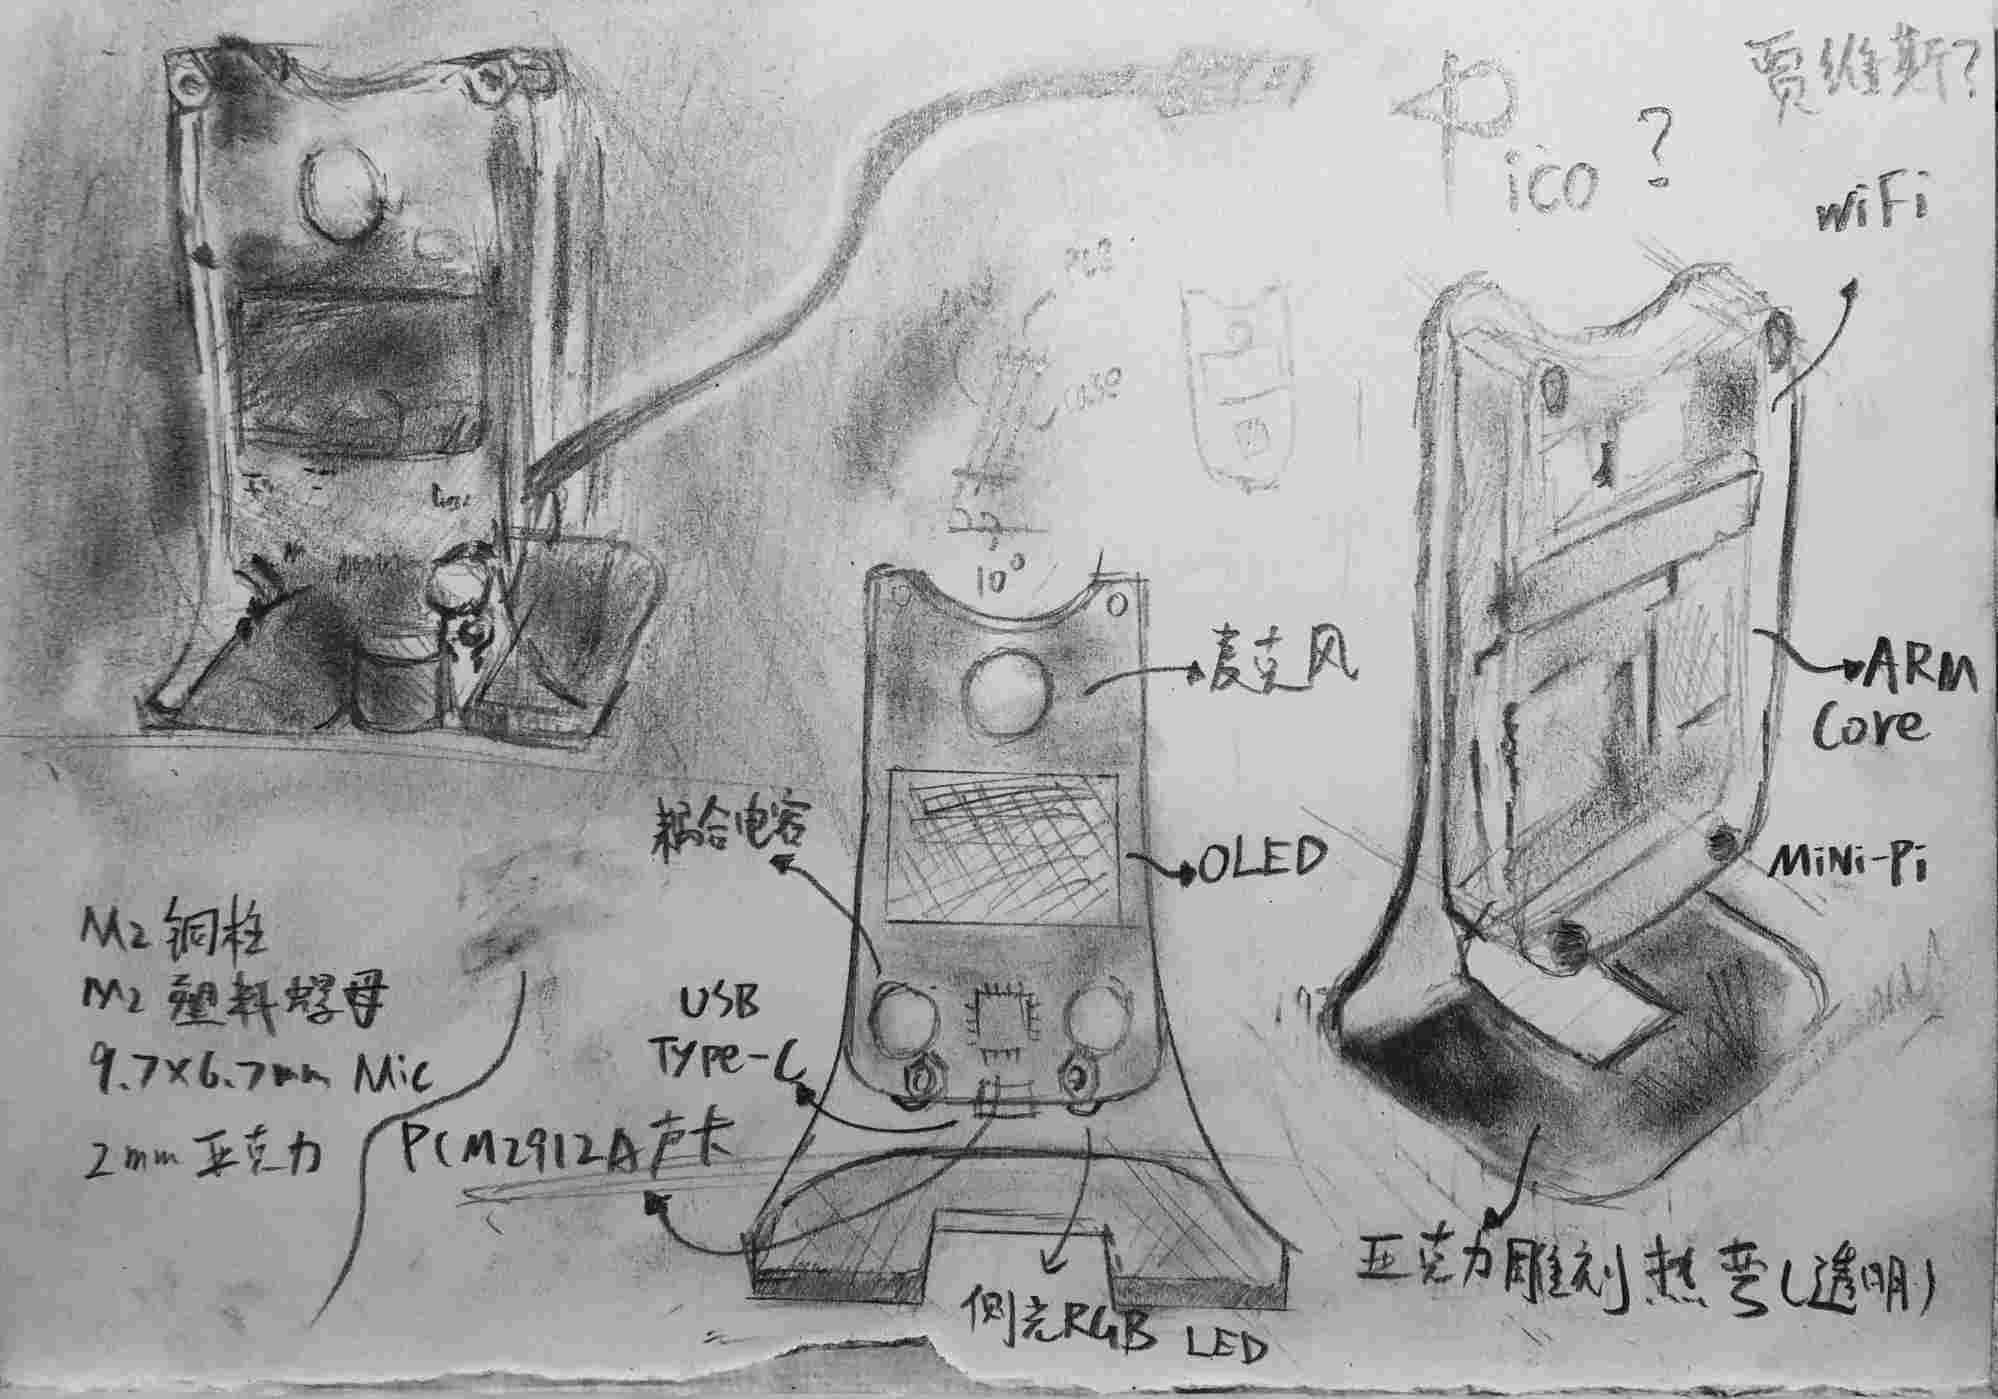 贾维斯?
Pico ?
WiFi
10°
麦克风
ARM
Core
耦合电容
OLED
MiNi-Pi
M2 铜柱
M2 塑料螺母
9.7×6.7mm Mic
2mm 亚克力
USB
TYPe-C
PCM2912A声卡
侧光RGB LED
亚克力雕刻热弯(透明)